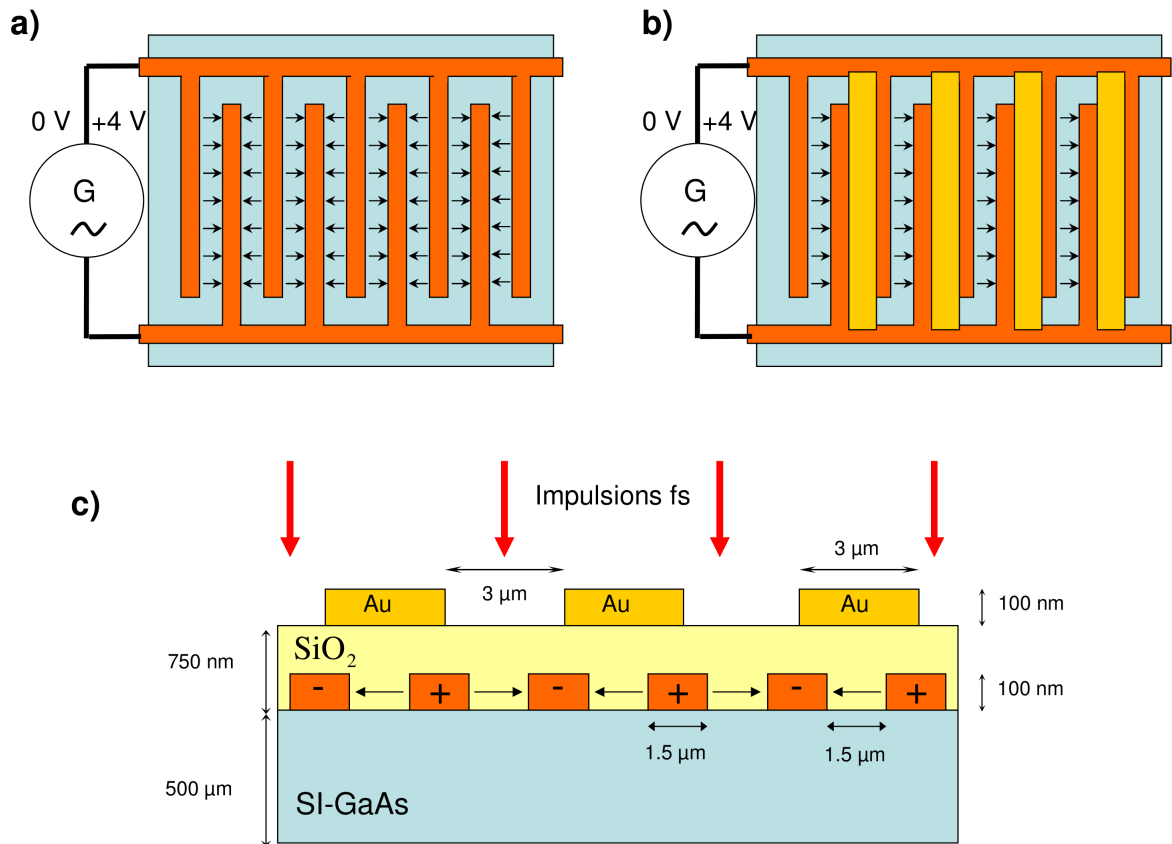 a)
b)
0 V +4 V
0 V +4 V
G
G
c)
Impulsions fs
3 µm
3 µm
Au
Au
Au
100 nm
SiO2
750 nm
- + - + - +
100 nm
1.5 µm
1.5 µm
500 µm
SI-GaAs